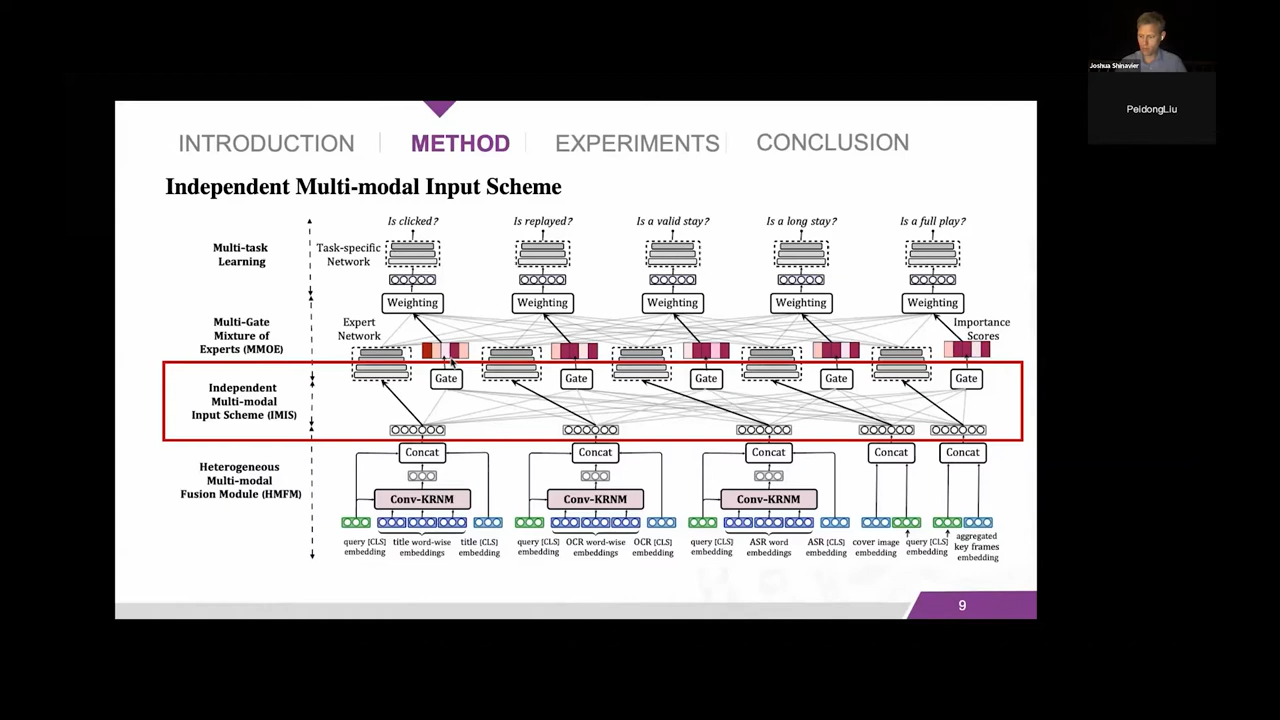 Joshua Shinavier
PeidongLiu
INTRODUCTION METHOD EXPERIMENTS CONCLUSION
Independent Multi-modal Input Scheme
Is clicked? Is replayed? Is a valid stay? Is a long stay? Is a full play?
Multi-task
Learning
Task-specific
Network
Weighting Weighting Weighting Weighting Weighting
Multi-Gate
Mixture of
Experts (MMOE)
Expert
Network
Importance
Scores
Gate Gate Gate Gate Gate
Independent
Multi-modal
Input Scheme (IMIS)
Concat Concat Concat Concat Concat
Heterogeneous
Multi-modal
Fusion Module (HMFM)
Conv-KRNM Conv-KRNM Conv-KRNM
query [CLS]
embedding
title word-wise
embeddings
title [CLS]
embedding
query [CLS]
embedding
OCR word-wise
embeddings
OCR [CLS]
embedding
query [CLS]
embedding
ASR word
embeddings
ASR [CLS]
embedding
cover image
embedding
query [CLS]
embedding
aggregated
key frames
embedding
9